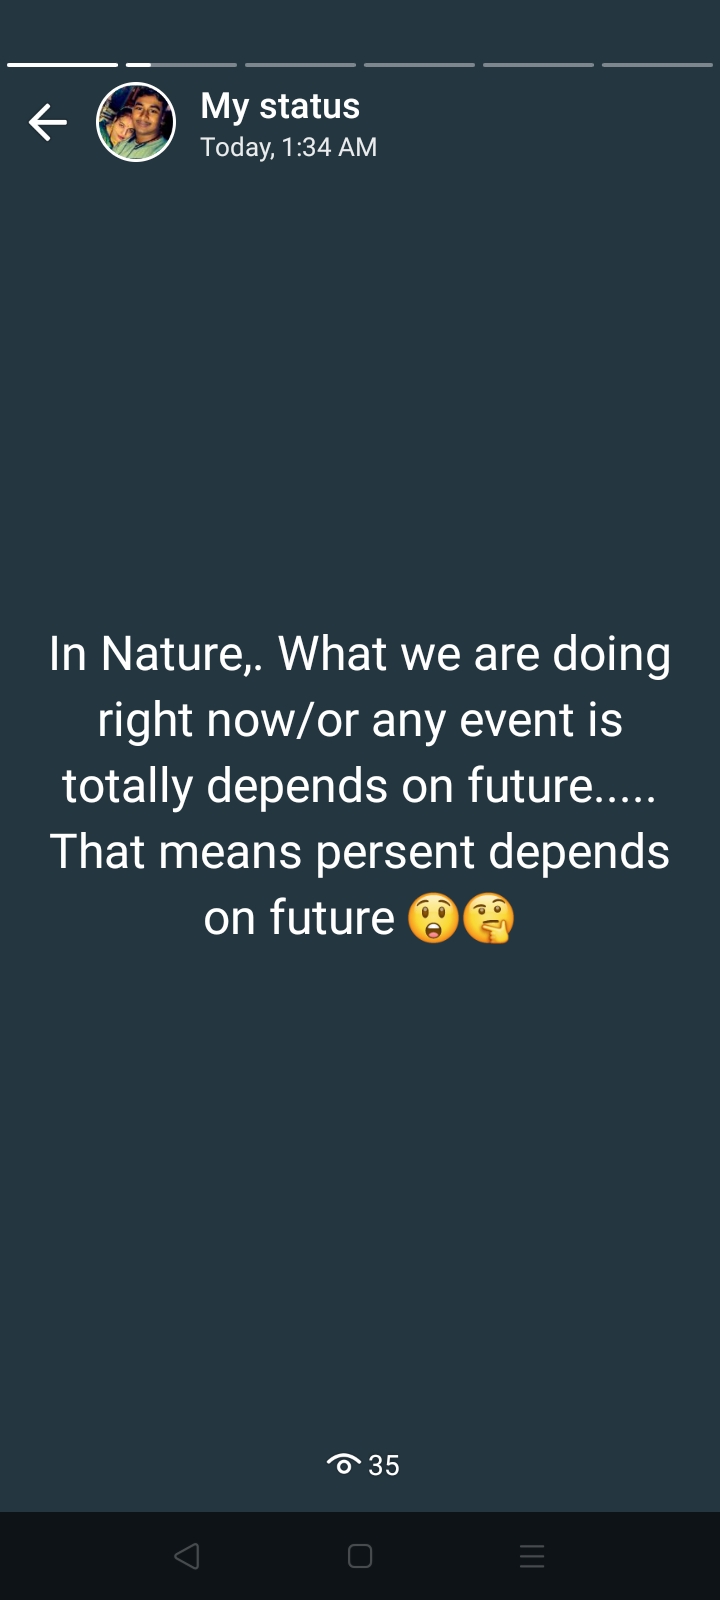 My status
Today, 1:34 AM
In Nature,. What we are doing
right now/or any event is
totally depends on future.....
That means persent depends
on future 😲🤔
35